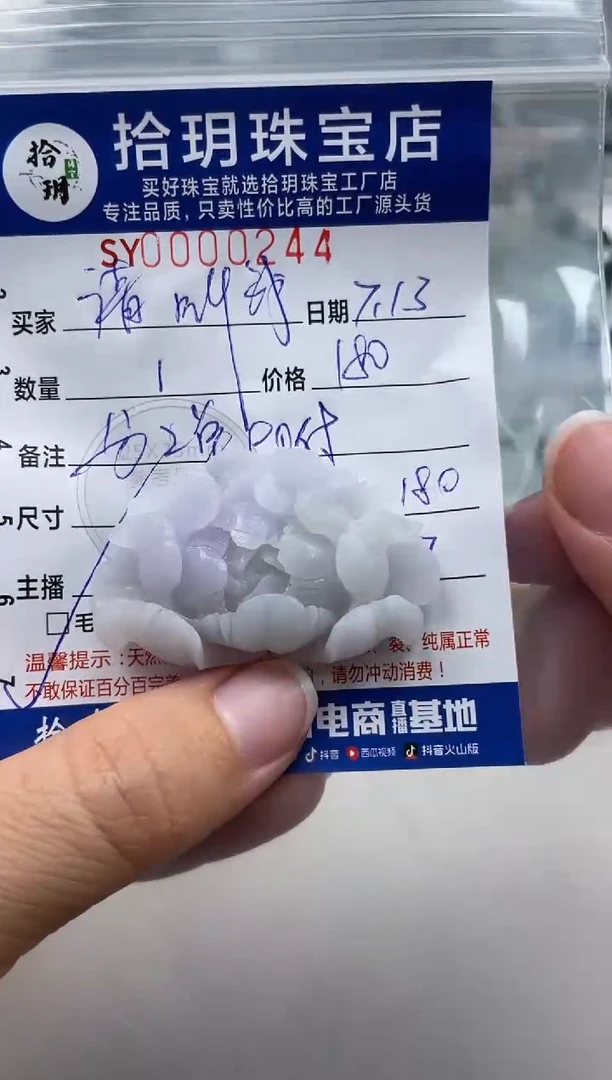 拾玥
拾玥珠宝店
买好珠宝就选拾玥珠宝工厂店
专注品质，只卖性价比高的工厂源头货
SY0000244
买家 请叫我 日期 7.13
数量 1 价格 180
备注
180
尺寸
主播
毛
温馨提示：天然 裂、纯属正常
不敢保证百分百完美 请勿冲动消费！
电商直播基地
抖音 西瓜视频 抖音火山版